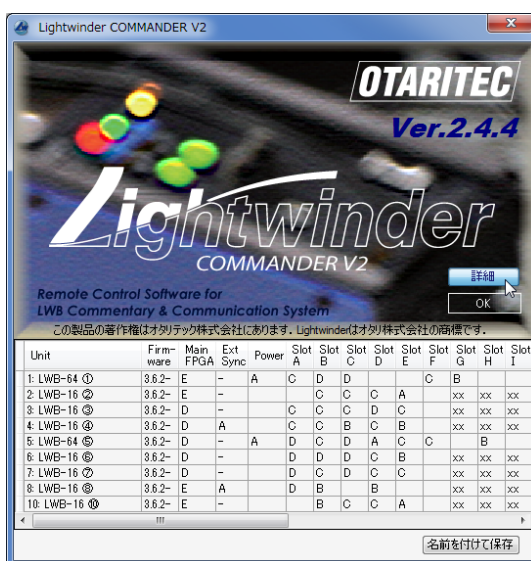 Lightwinder COMMANDER V2
OTARITEC
Ver.2.4.4
Lightwinder
COMMANDER V2
詳細
Remote Control Software for
LWB Commentary & Communication System
OK
この製品の著作権はオタリテック株式会社にあります。Lightwinderはオタリ株式会社の商標です。
Unit Firm-ware Main FPGA Ext Sync Power Slot A Slot B Slot C Slot D Slot E Slot F Slot G Slot H Slot I
1: LWB-64 ① 3.6.2- E - A C D D C B
2: LWB-16 ② 3.6.2- E - C C C A xx xx xx
3: LWB-16 ③ 3.6.2- D - C C C D C xx xx xx
4: LWB-16 ④ 3.6.2- D A C C B C B xx xx xx
5: LWB-64 ⑤ 3.6.2- D - A D C D A C C B
6: LWB-16 ⑥ 3.6.2- D - D D D C B xx xx xx
7: LWB-16 ⑦ 3.6.2- D - D C D C C xx xx xx
8: LWB-16 ⑧ 3.6.2- E A D B B xx xx xx
10: LWB-16 ⑩ 3.6.2- E - B C C A xx xx xx
名前を付けて保存